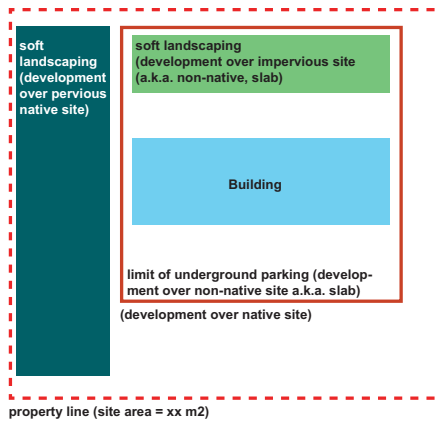 soft
landscaping
(development
over pervious
native site)
soft landscaping
(development over impervious site
(a.k.a. non-native, slab)
Building
limit of underground parking (develop-
ment over non-native site a.k.a. slab)
(development over native site)
property line (site area = xx m2)